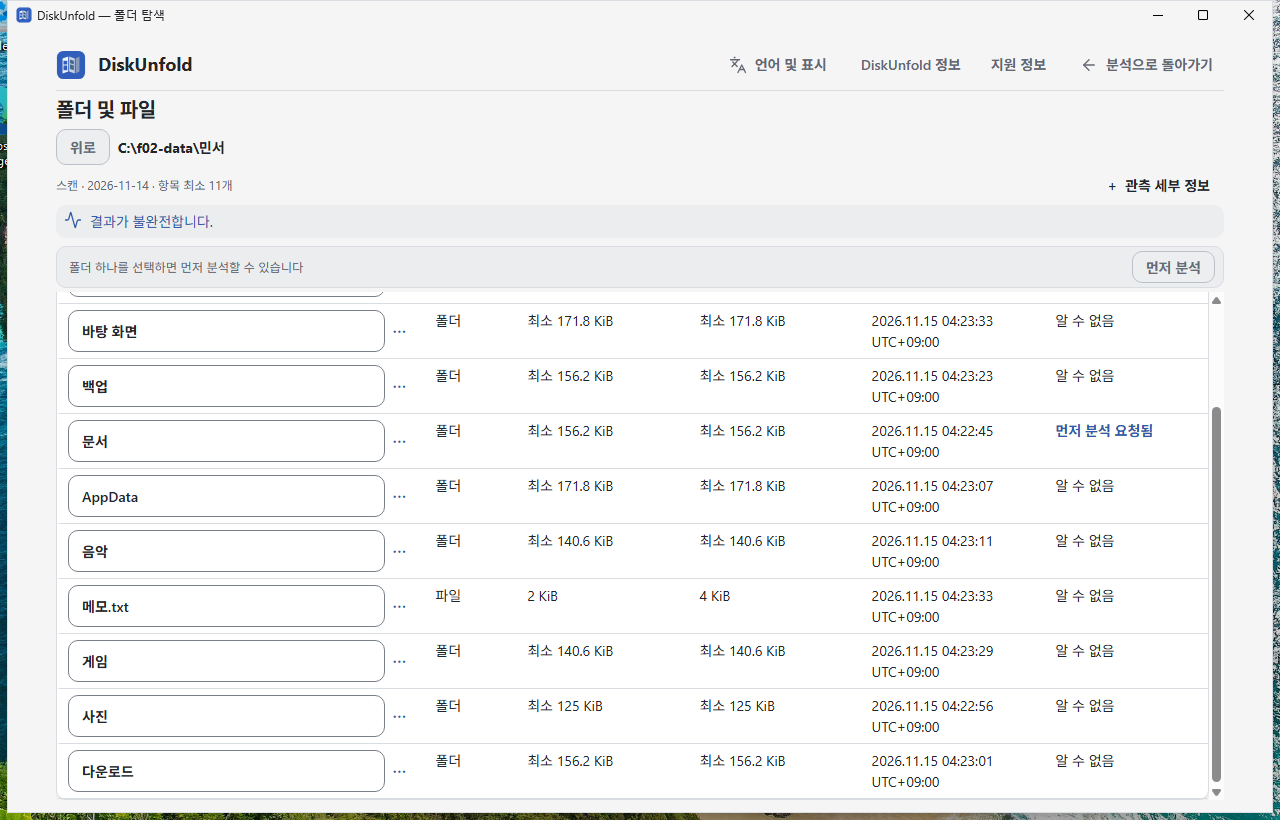 DiskUnfold — 폴더 탐색
DiskUnfold
언어 및 표시
DiskUnfold 정보
지원 정보
← 분석으로 돌아가기
폴더 및 파일
위로
C:\f02-data\민서
스캔 · 2026-11-14 · 항목 최소 11개
+ 관측 세부 정보
결과가 불완전합니다.
폴더 하나를 선택하면 먼저 분석할 수 있습니다
먼저 분석
바탕 화면 ... 폴더 최소 171.8 KiB 최소 171.8 KiB 2026.11.15 04:23:33 알 수 없음
UTC+09:00
백업 ... 폴더 최소 156.2 KiB 최소 156.2 KiB 2026.11.15 04:23:23 알 수 없음
UTC+09:00
문서 ... 폴더 최소 156.2 KiB 최소 156.2 KiB 2026.11.15 04:22:45 먼저 분석 요청됨
UTC+09:00
AppData ... 폴더 최소 171.8 KiB 최소 171.8 KiB 2026.11.15 04:23:07 알 수 없음
UTC+09:00
음악 ... 폴더 최소 140.6 KiB 최소 140.6 KiB 2026.11.15 04:23:11 알 수 없음
UTC+09:00
메모.txt ... 파일 2 KiB 4 KiB 2026.11.15 04:23:33 알 수 없음
UTC+09:00
게임 ... 폴더 최소 140.6 KiB 최소 140.6 KiB 2026.11.15 04:23:29 알 수 없음
UTC+09:00
사진 ... 폴더 최소 125 KiB 최소 125 KiB 2026.11.15 04:22:56 알 수 없음
UTC+09:00
다운로드 ... 폴더 최소 156.2 KiB 최소 156.2 KiB 2026.11.15 04:23:01 알 수 없음
UTC+09:00